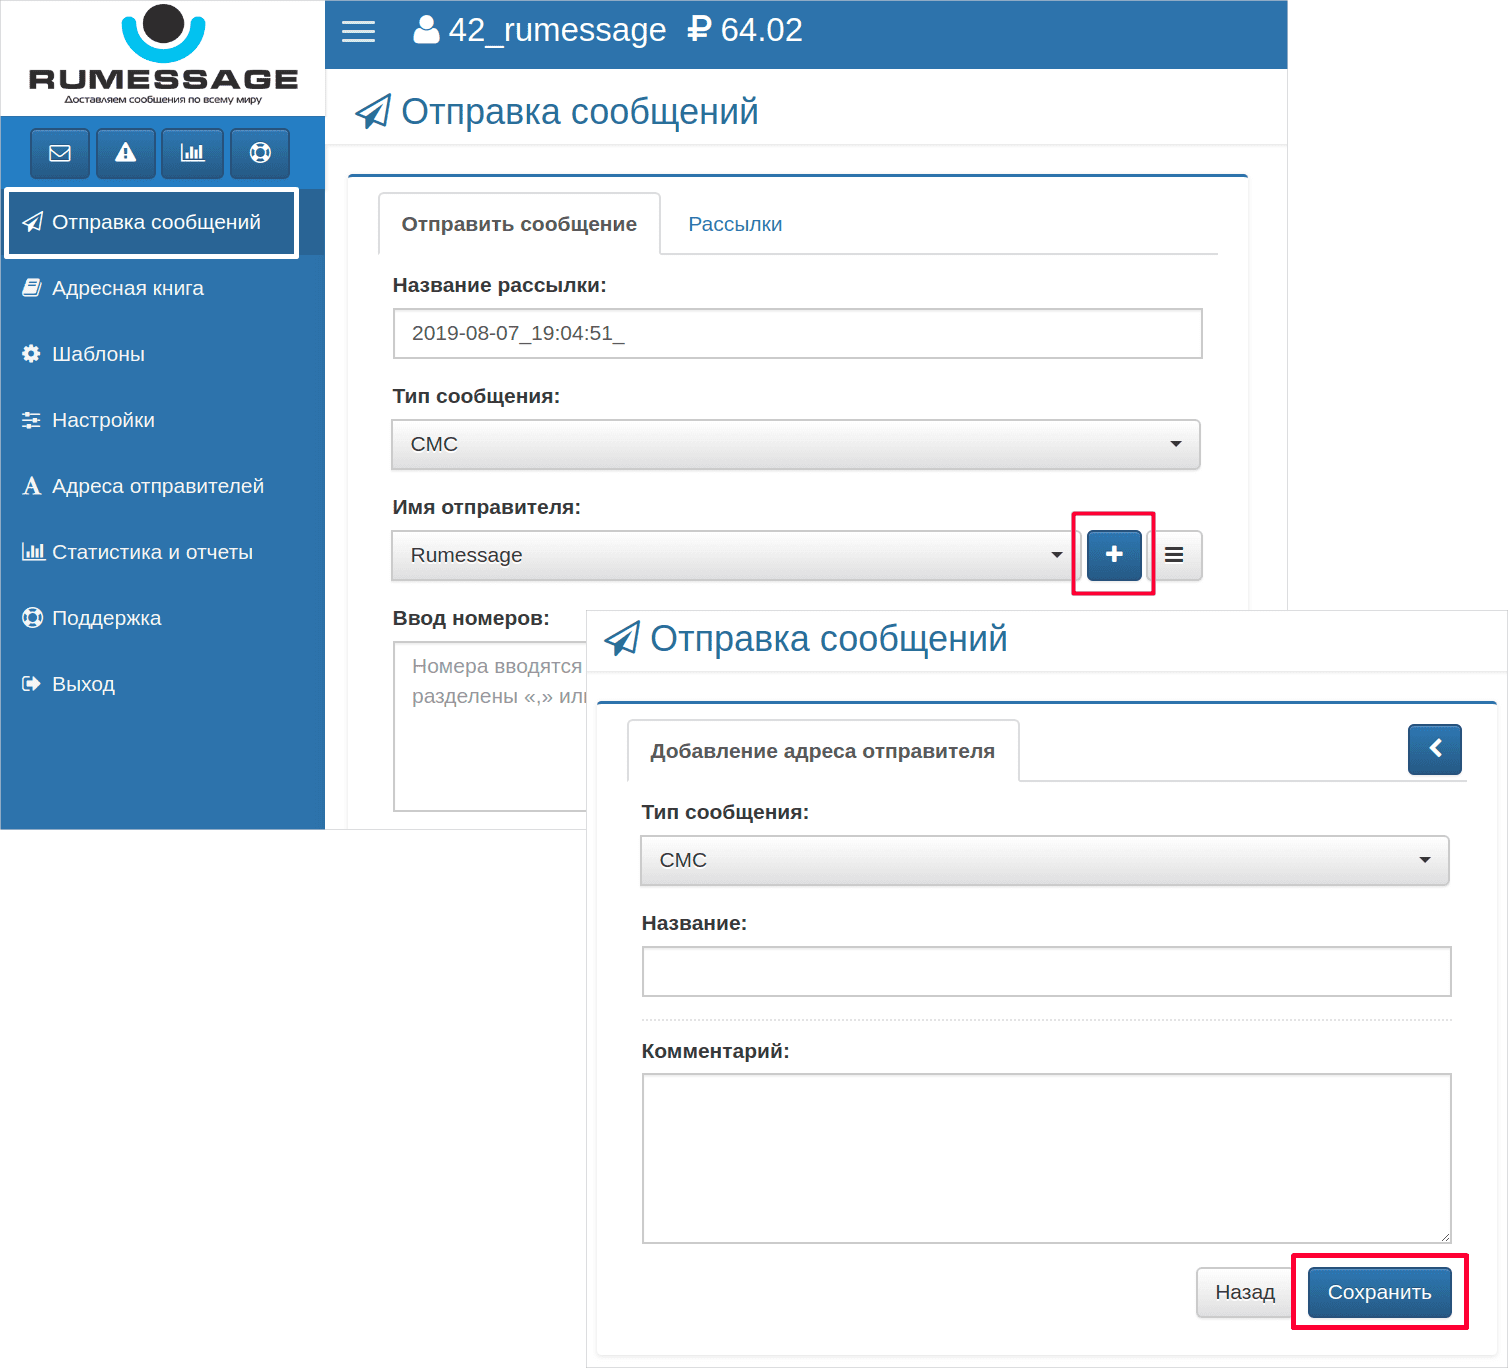 RUMESSAGE
Доставляем сообщения по всему миру
42_rumessage ₽ 64.02
Отправка сообщений
Отправка сообщений
Адресная книга
Шаблоны
Настройки
Адреса отправителей
Статистика и отчеты
Поддержка
Выход
Отправить сообщение
Рассылки
Название рассылки:
2019-08-07_19:04:51_
Тип сообщения:
СМС
Имя отправителя:
Rumessage
Ввод номеров:
Номера вводятся
разделены «,»
Отправка сообщений
Добавление адреса отправителя
Тип сообщения:
СМС
Название:
Комментарий:
Назад
Сохранить